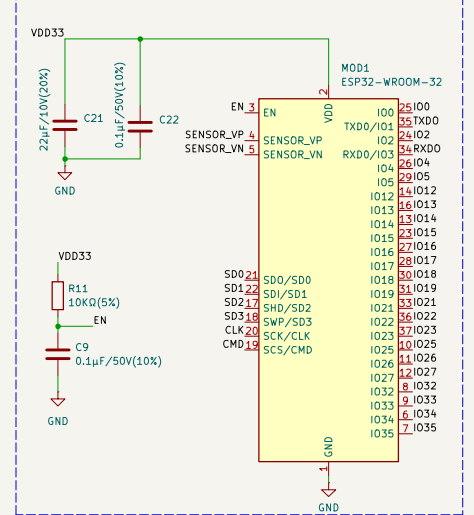 VDD33
MOD1
ESP32-WROOM-32
22µF/10V(20%)
C21
0.1µF/50V(10%)
C22
GND
2
VDD
EN 3 EN
SENSOR_VP 4 SENSOR_VP
SENSOR_VN 5 SENSOR_VN
SD0 21 SDO/SD0
SD1 22 SDI/SD1
SD2 17 SHD/SD2
SD3 18 SWP/SD3
CLK 20 SCK/CLK
CMD 19 SCS/CMD
IO0 25 IO0
TXD0/IO1 35 TXD0
IO2 24 IO2
RXD0/IO3 34 RXD0
IO4 26 IO4
IO5 29 IO5
IO12 14 IO12
IO13 16 IO13
IO14 13 IO14
IO15 23 IO15
IO16 27 IO16
IO17 28 IO17
IO18 30 IO18
IO19 31 IO19
IO21 33 IO21
IO22 36 IO22
IO23 37 IO23
IO25 10 IO25
IO26 11 IO26
IO27 12 IO27
IO32 8 IO32
IO33 9 IO33
IO34 6 IO34
IO35 7 IO35
GND
1
GND
VDD33
R11
10KΩ(5%)
EN
C9
0.1µF/50V(10%)
GND